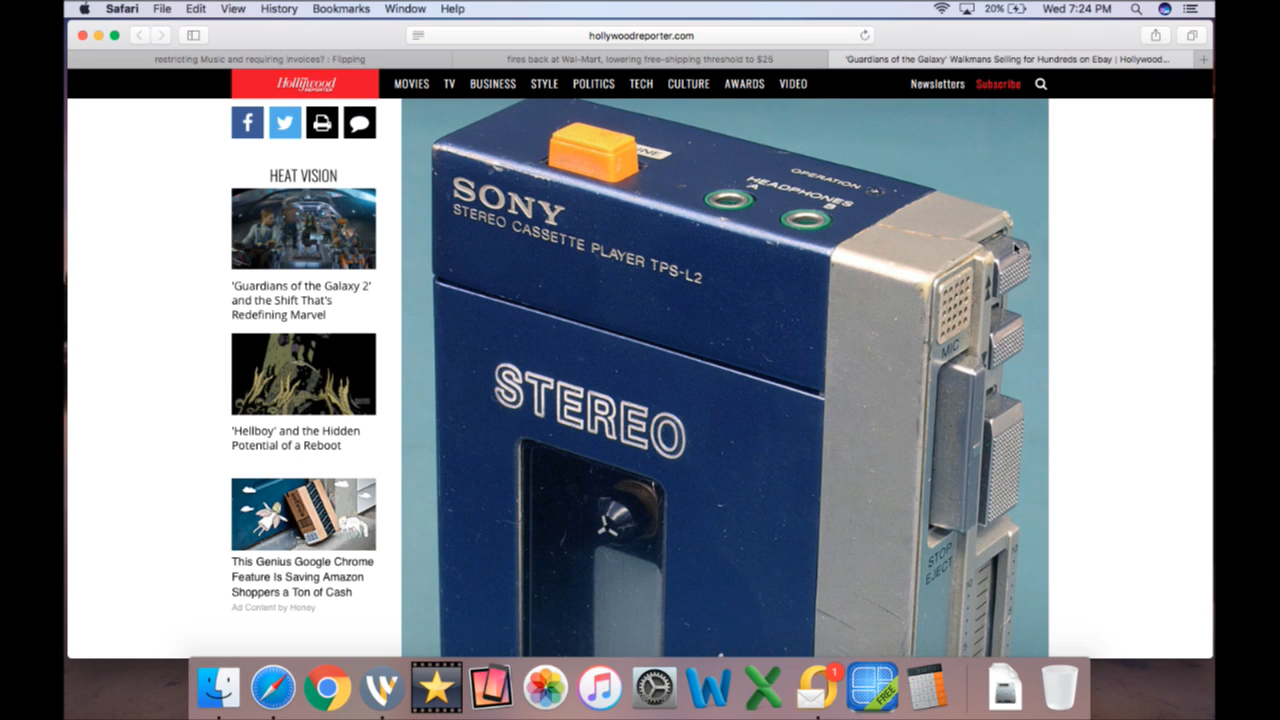 Safari File Edit View History Bookmarks Window Help
20% Wed 7:24 PM
hollywoodreporter.com
restricting Music and requiring invoices? : Flipping
fires back at Wal-Mart, lowering free-shipping threshold to $25
'Guardians of the Galaxy' Walkmans Selling for Hundreds on Ebay | Hollywood...
Hollywood
REPORTER
MOVIES TV BUSINESS STYLE POLITICS TECH CULTURE AWARDS VIDEO
Newsletters Subscribe
HEAT VISION
'Guardians of the Galaxy 2'
and the Shift That's
Redefining Marvel
'Hellboy' and the Hidden
Potential of a Reboot
This Genius Google Chrome
Feature Is Saving Amazon
Shoppers a Ton of Cash
Ad Content by Honey
OPERATION
HEADPHONES
A
B
SONY
STEREO CASSETTE PLAYER TPS-L2
STEREO
MIC
STOP
EJECT
1
FREE